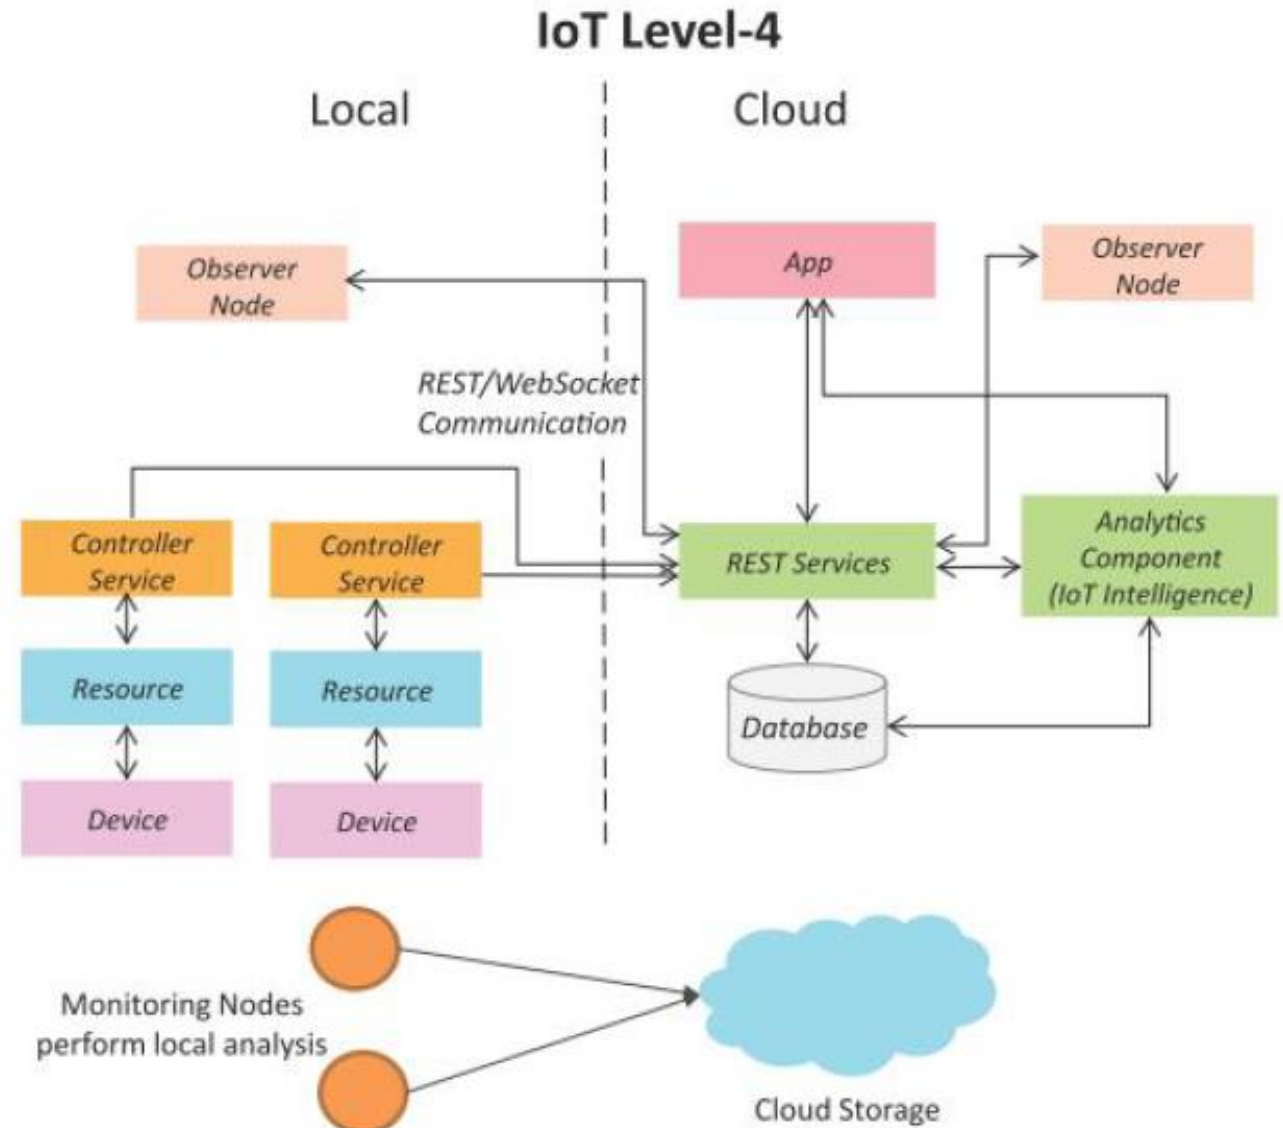 IoT Level-4
Local
Cloud
Observer
Node
App
Observer
Node
REST/WebSocket
Communication
Controller
Service
Controller
Service
REST Services
Analytics
Component
(IoT Intelligence)
Resource
Resource
Database
Device
Device
Monitoring Nodes
perform local analysis
Cloud Storage